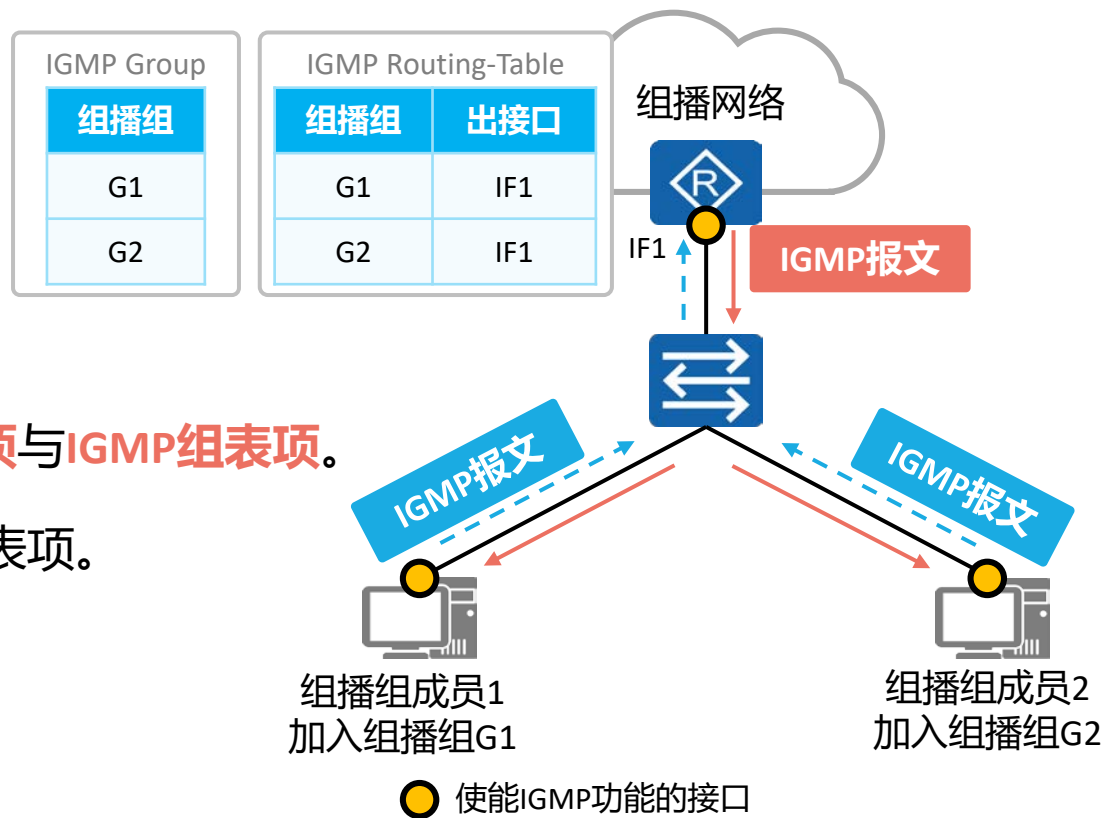 IGMP Group
组播组
G1
G2
IGMP Routing-Table
组播组 出接口
G1 IF1
G2 IF1
组播网络
R
IF1
IGMP报文
与IGMP组表项。
表项。
IGMP报文
IGMP报文
组播组成员1
加入组播组G1
组播组成员2
加入组播组G2
使能IGMP功能的接口